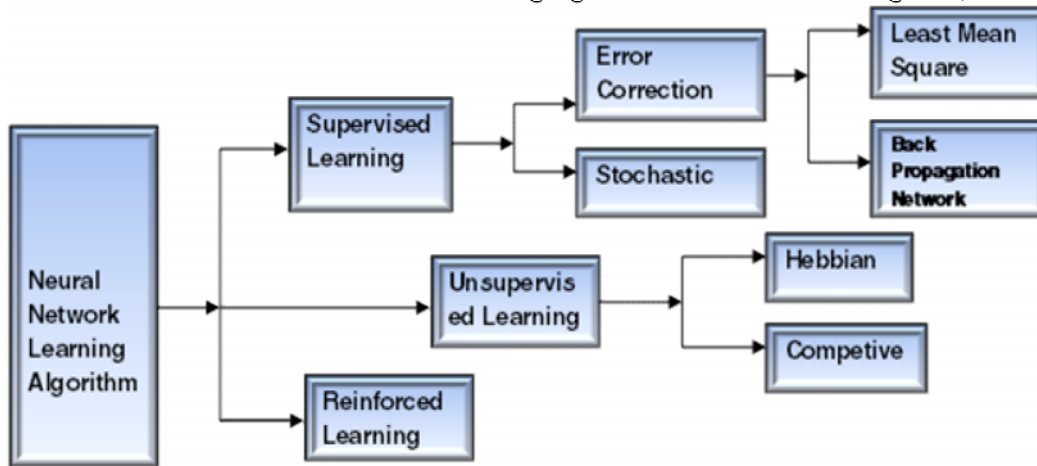 Neural
Network
Learning
Algorithm
Supervised
Learning
Error
Correction
Least Mean
Square
Back
Propagation
Network
Stochastic
Unsupervis
ed Learning
Hebbian
Competive
Reinforced
Learning